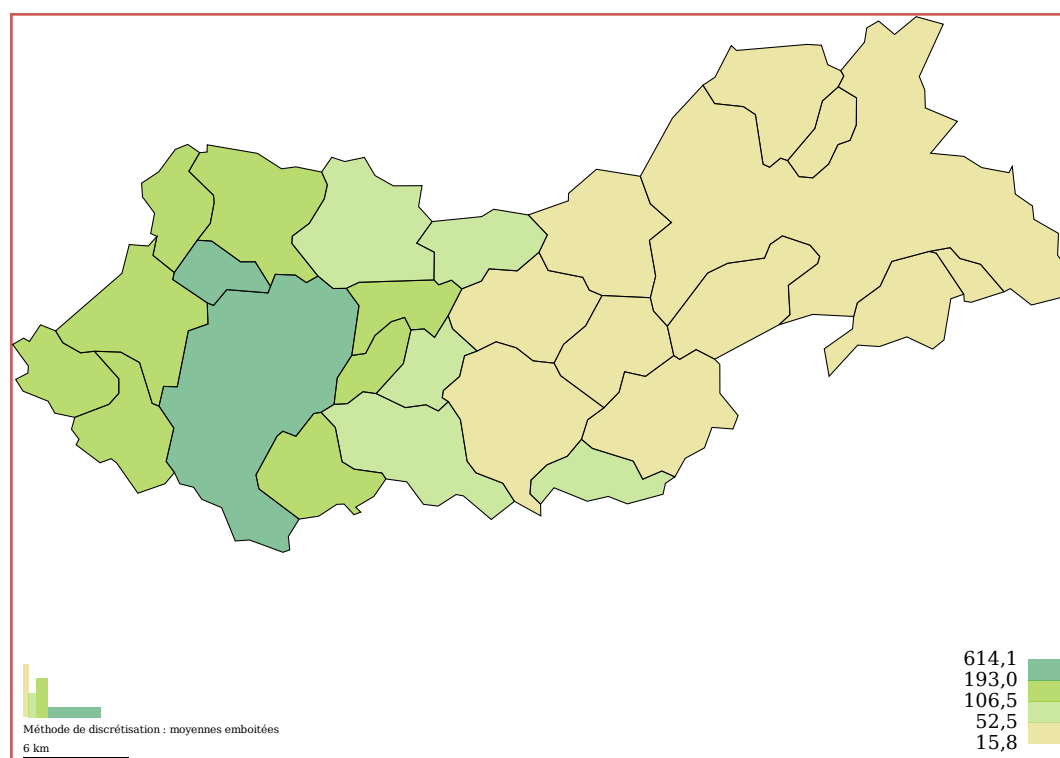 614,1
193,0
106,5
52,5
15,8
Méthode de discrétisation : moyennes emboitées
6 km